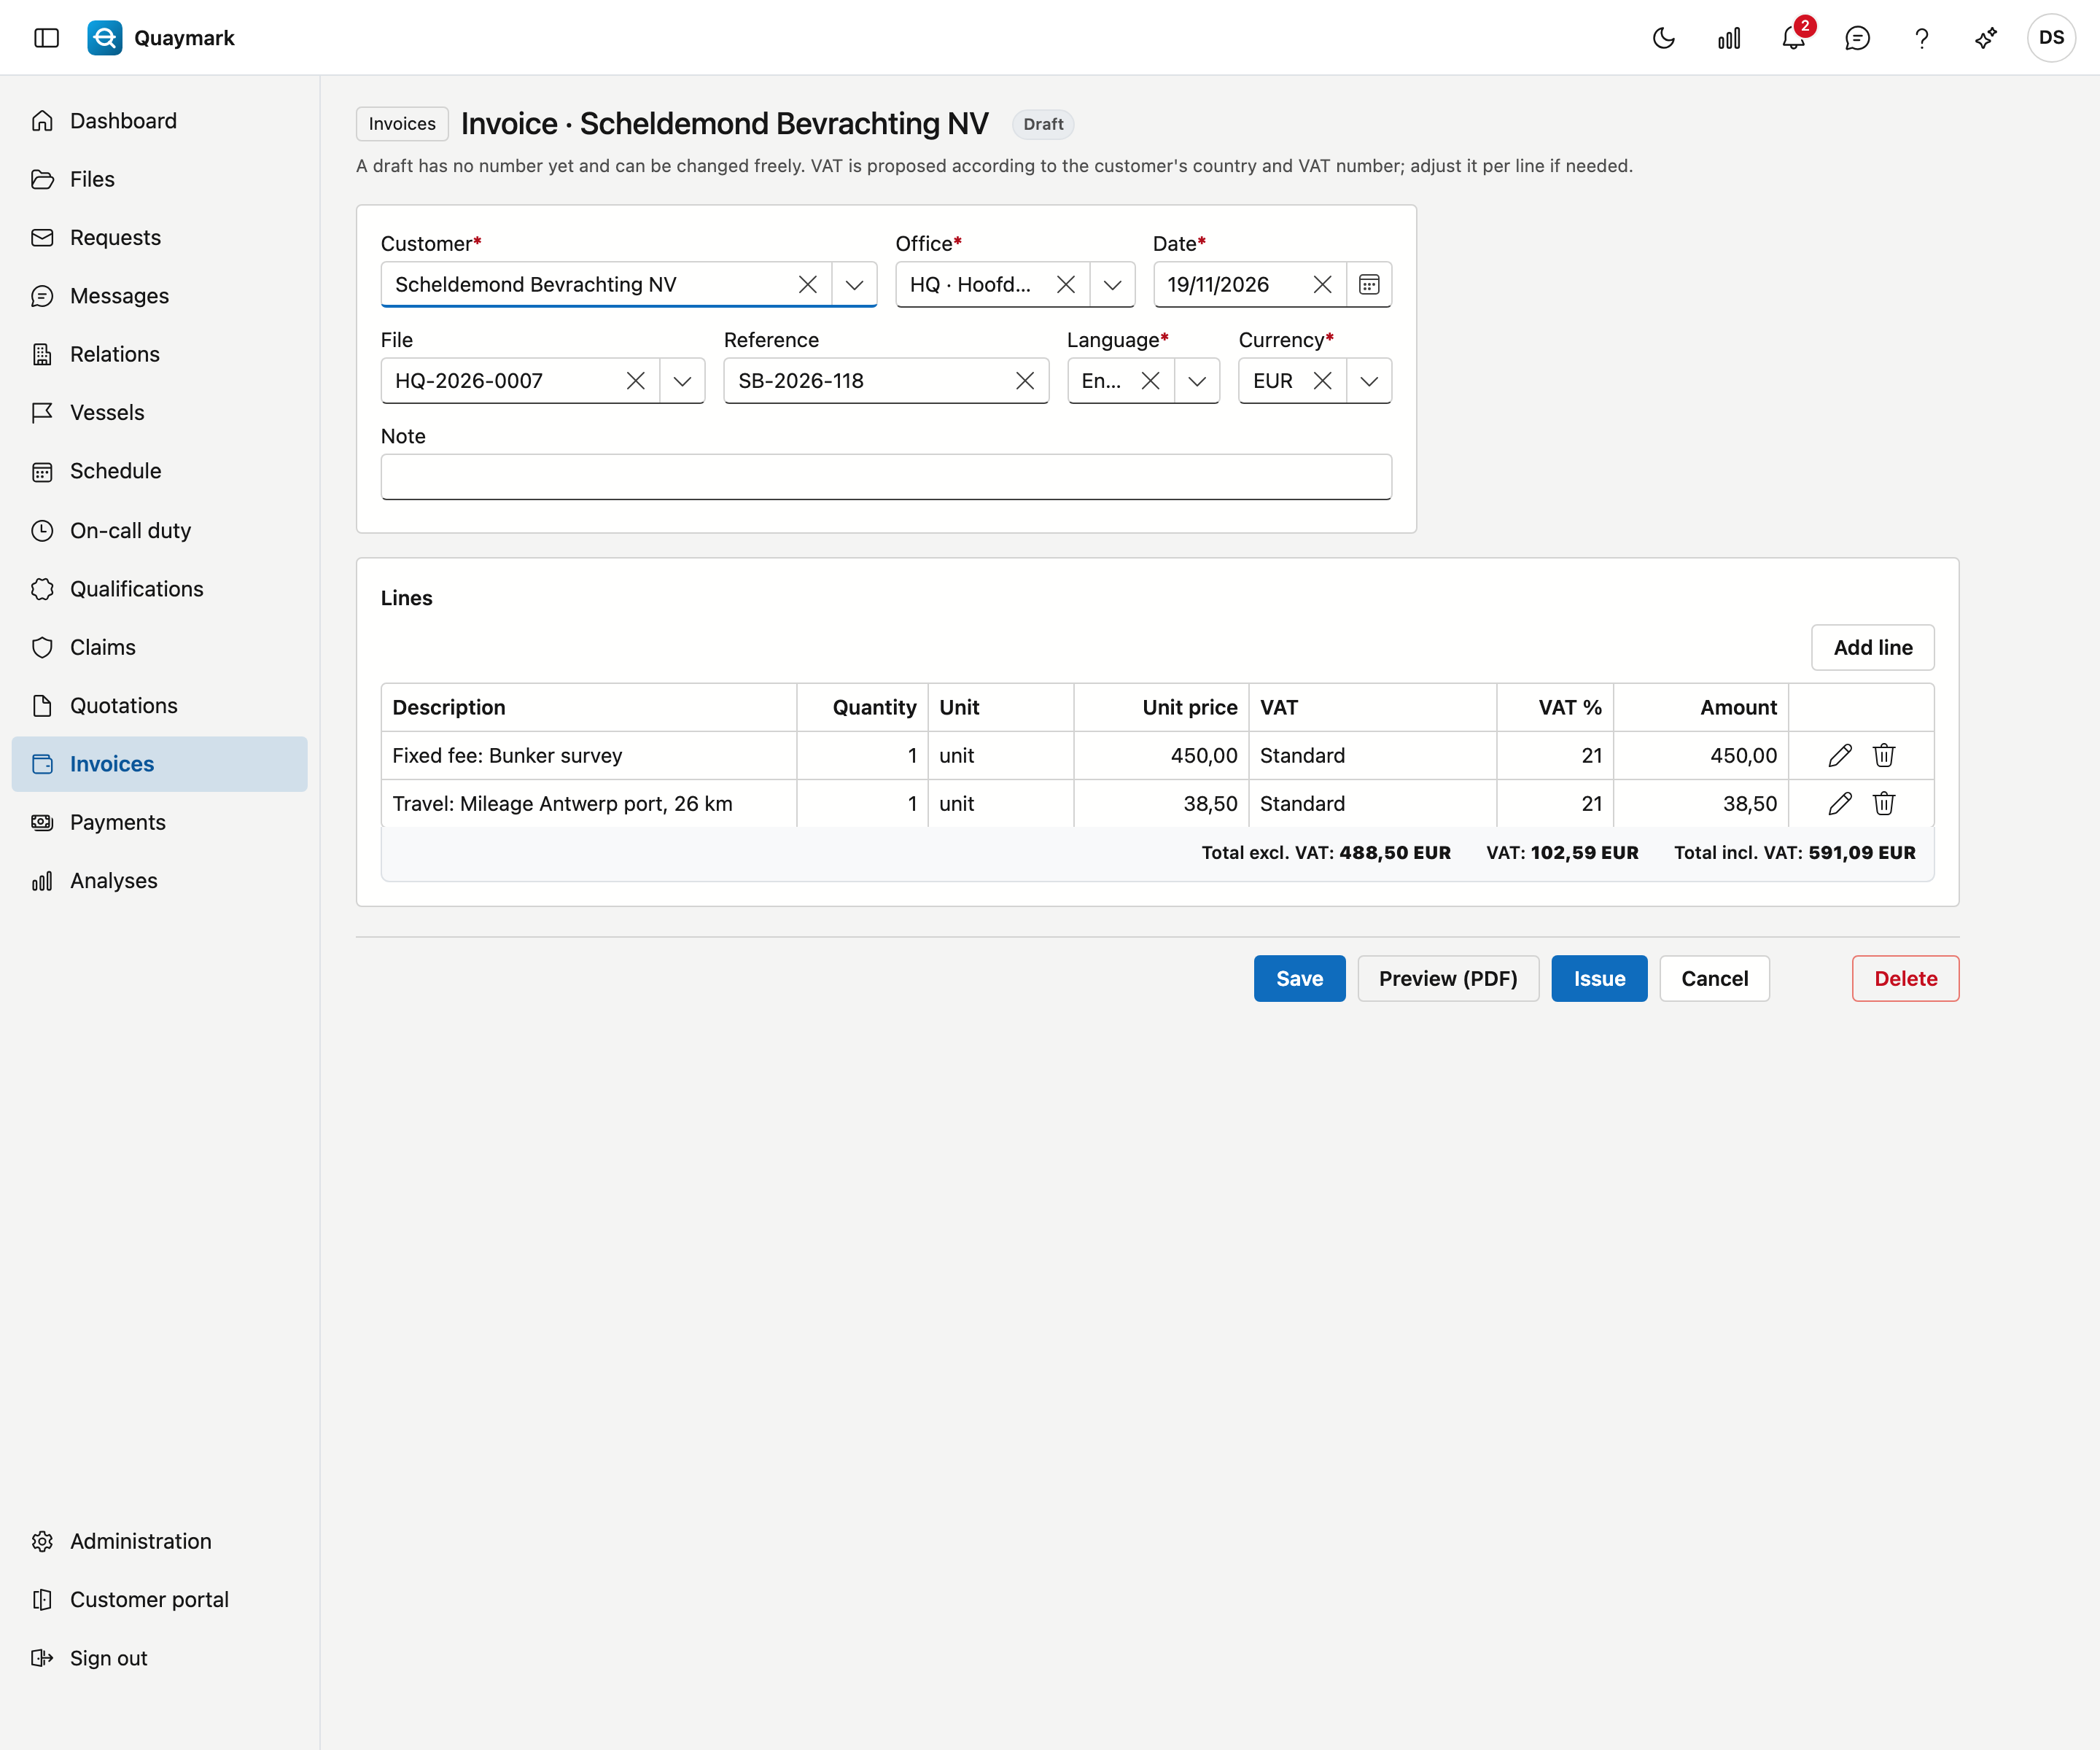 Quaymark
2
DS
Dashboard
Files
Requests
Messages
Relations
Vessels
Schedule
On-call duty
Qualifications
Claims
Quotations
Invoices
Payments
Analyses
Administration
Customer portal
Sign out
Invoices Invoice · Scheldemond Bevrachting NV Draft
A draft has no number yet and can be changed freely. VAT is proposed according to the customer's country and VAT number; adjust it per line if needed.
Customer* Office* Date*
Scheldemond Bevrachting NV HQ · Hoofd... 19/11/2026
File Reference Language* Currency*
HQ-2026-0007 SB-2026-118 En... EUR
Note
Lines
Add line
Description Quantity Unit Unit price VAT VAT % Amount
Fixed fee: Bunker survey 1 unit 450,00 Standard 21 450,00
Travel: Mileage Antwerp port, 26 km 1 unit 38,50 Standard 21 38,50
Total excl. VAT: 488,50 EUR VAT: 102,59 EUR Total incl. VAT: 591,09 EUR
Save Preview (PDF) Issue Cancel Delete